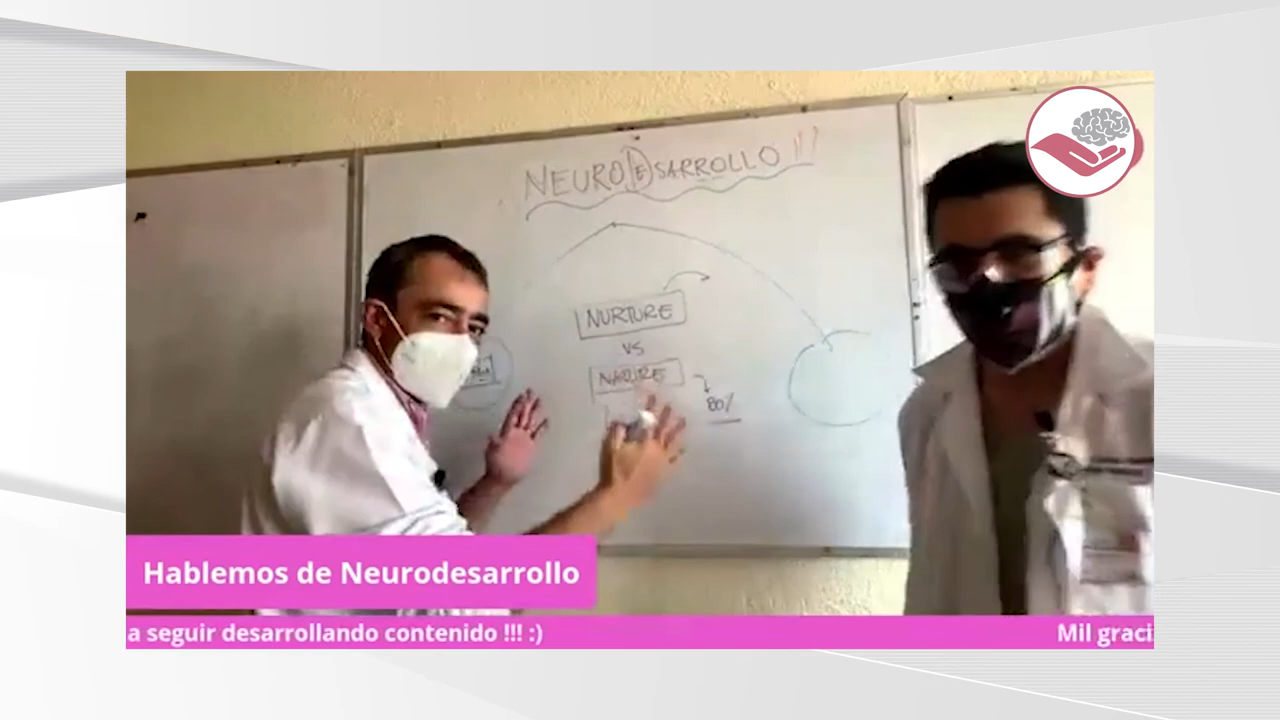 NEURODESARROLLO !!!
NURTURE
VS
NATURE
80%
Hablemos de Neurodesarrollo
a seguir desarrollando contenido !!! :)
Mil graci